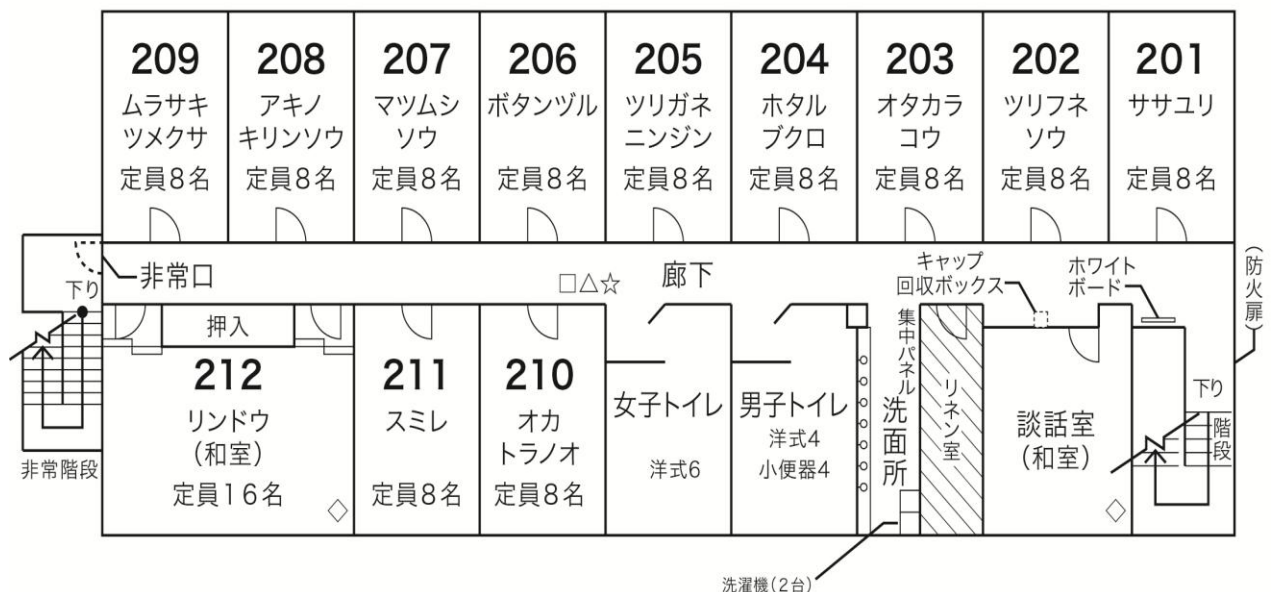 209
ムラサキ
ツメクサ
定員8名
208
アキノ
キリンソウ
定員8名
207
マツムシ
ソウ
定員8名
206
ボタンヅル
定員8名
205
ツリガネ
ニンジン
定員8名
204
ホタル
ブクロ
定員8名
203
オタカラ
コウ
定員8名
202
ツリフネ
ソウ
定員8名
201
ササユリ
定員8名
非常口
下り
□△☆
廊下
キャップ
回収ボックス
ホワイト
ボード
(防火扉)
押入
212
リンドウ
(和室)
定員16名
◇
非常階段
211
スミレ
定員8名
210
オカ
トラノオ
定員8名
女子トイレ
洋式6
男子トイレ
洋式4
小便器4
集中パネル
洗面所
リネン室
談話室
(和室)
◇
下り
階段
洗濯機(2台)